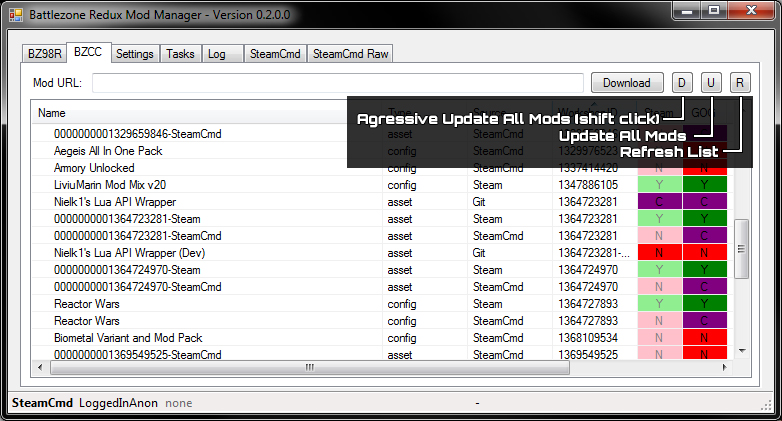 Battlezone Redux Mod Manager - Version 0.2.0.0
BZ98R BZCC Settings Tasks Log SteamCmd SteamCmd Raw
Mod URL: Download D U R
Name Type Source Workshop ID Steam GOG
Agressive Update All Mods (shift click)
Update All Mods
Refresh List
0000000001329659846-SteamCmd asset SteamCmd
Aegeis All In One Pack config SteamCmd 1329976523 N N
Armory Unlocked config SteamCmd 1337414420 N N
LiviuMarin Mod Mix v20 config Steam 1347886105 Y Y
Nielk1's Lua API Wrapper asset Git 1364723281 C C
0000000001364723281-Steam asset Steam 1364723281 Y Y
0000000001364723281-SteamCmd asset SteamCmd 1364723281 N C
Nielk1's Lua API Wrapper (Dev) asset Git 1364723281-... N N
0000000001364724970-Steam asset Steam 1364724970 Y Y
0000000001364724970-SteamCmd asset SteamCmd 1364724970 N C
Reactor Wars config Steam 1364727893 Y Y
Reactor Wars config SteamCmd 1364727893 N C
Biometal Variant and Mod Pack config SteamCmd 1368109534 N N
0000000001369549525-SteamCmd asset SteamCmd 1369549525 N C
SteamCmd LoggedInAnon none -